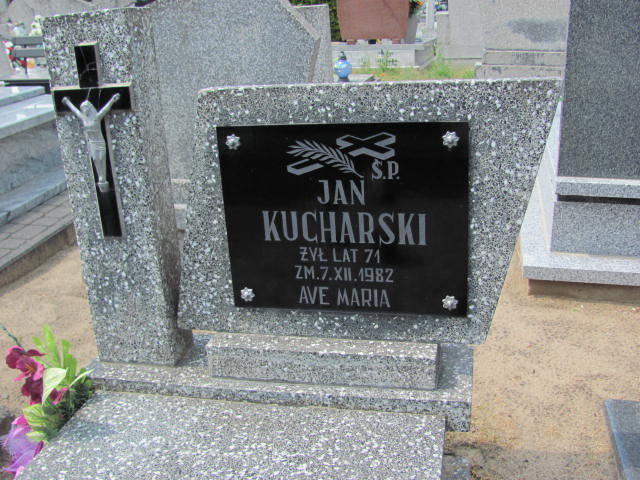 Ś.P.
JAN
KUCHARSKI
ŻYŁ LAT 71
ZM.7.XII.1982
AVE MARIA